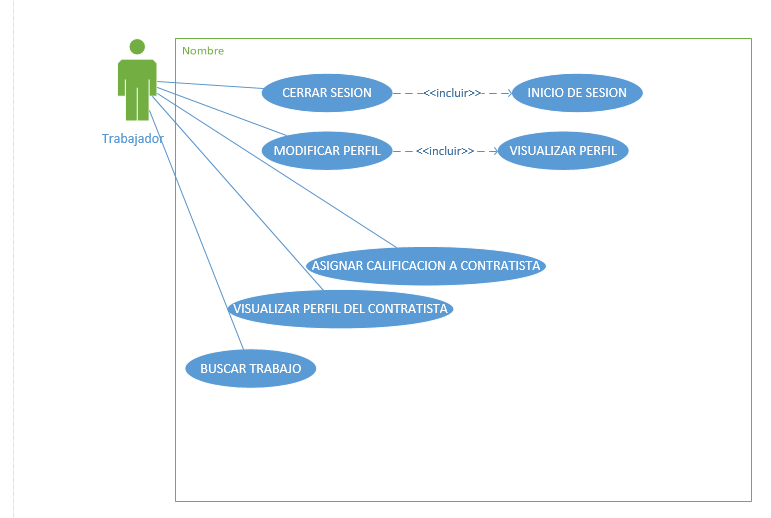 Nombre
CERRAR SESION
<<incluir>>
INICIO DE SESION
Trabajador
MODIFICAR PERFIL
<<incluir>>
VISUALIZAR PERFIL
ASIGNAR CALIFICACION A CONTRATISTA
VISUALIZAR PERFIL DEL CONTRATISTA
BUSCAR TRABAJO